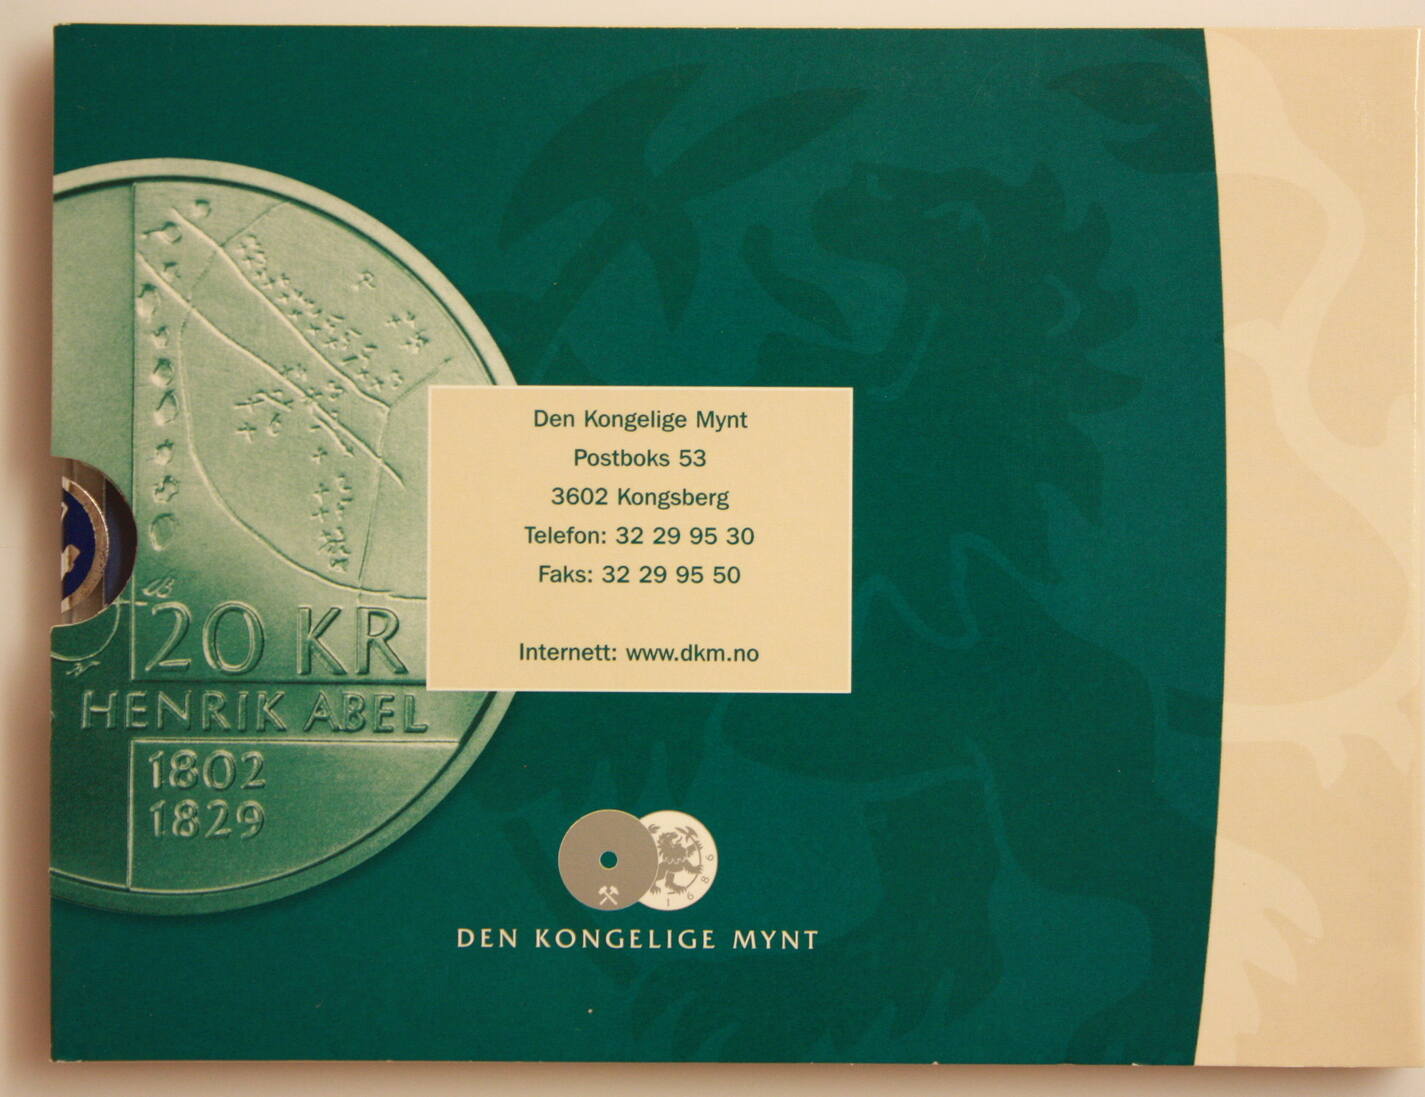 20 KR
HENRIK ABEL
1802
1829
Den Kongelige Mynt
Postboks 53
3602 Kongsberg
Telefon: 32 29 95 30
Faks: 32 29 95 50
Internett: www.dkm.no
1686
DEN KONGELIGE MYNT